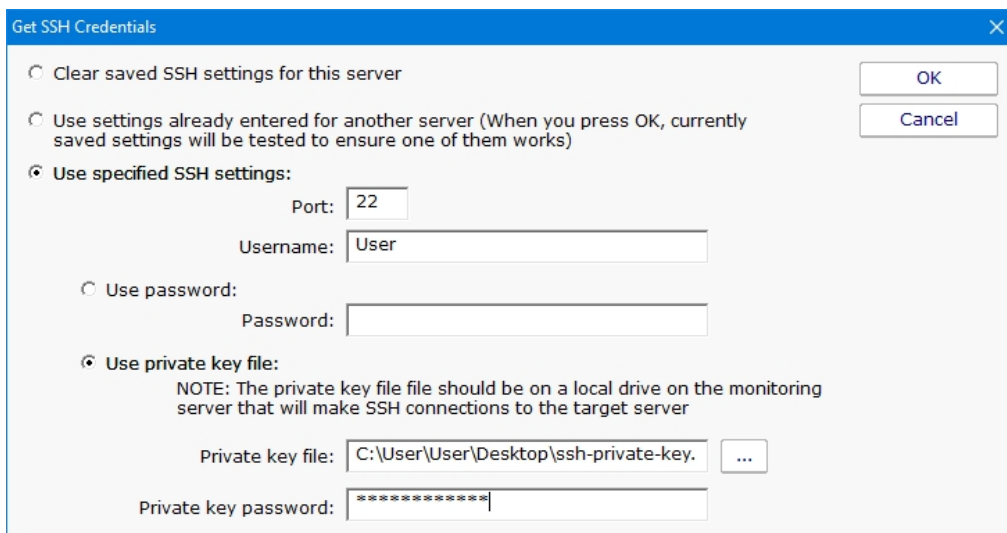 Get SSH Credentials
Clear saved SSH settings for this server
OK
Use settings already entered for another server (When you press OK, currently
saved settings will be tested to ensure one of them works)
Cancel
Use specified SSH settings:
Port: 22
Username: User
Use password:
Password:
Use private key file:
NOTE: The private key file file should be on a local drive on the monitoring
server that will make SSH connections to the target server
Private key file: C:\User\User\Desktop\ssh-private-key. ...
Private key password: ************